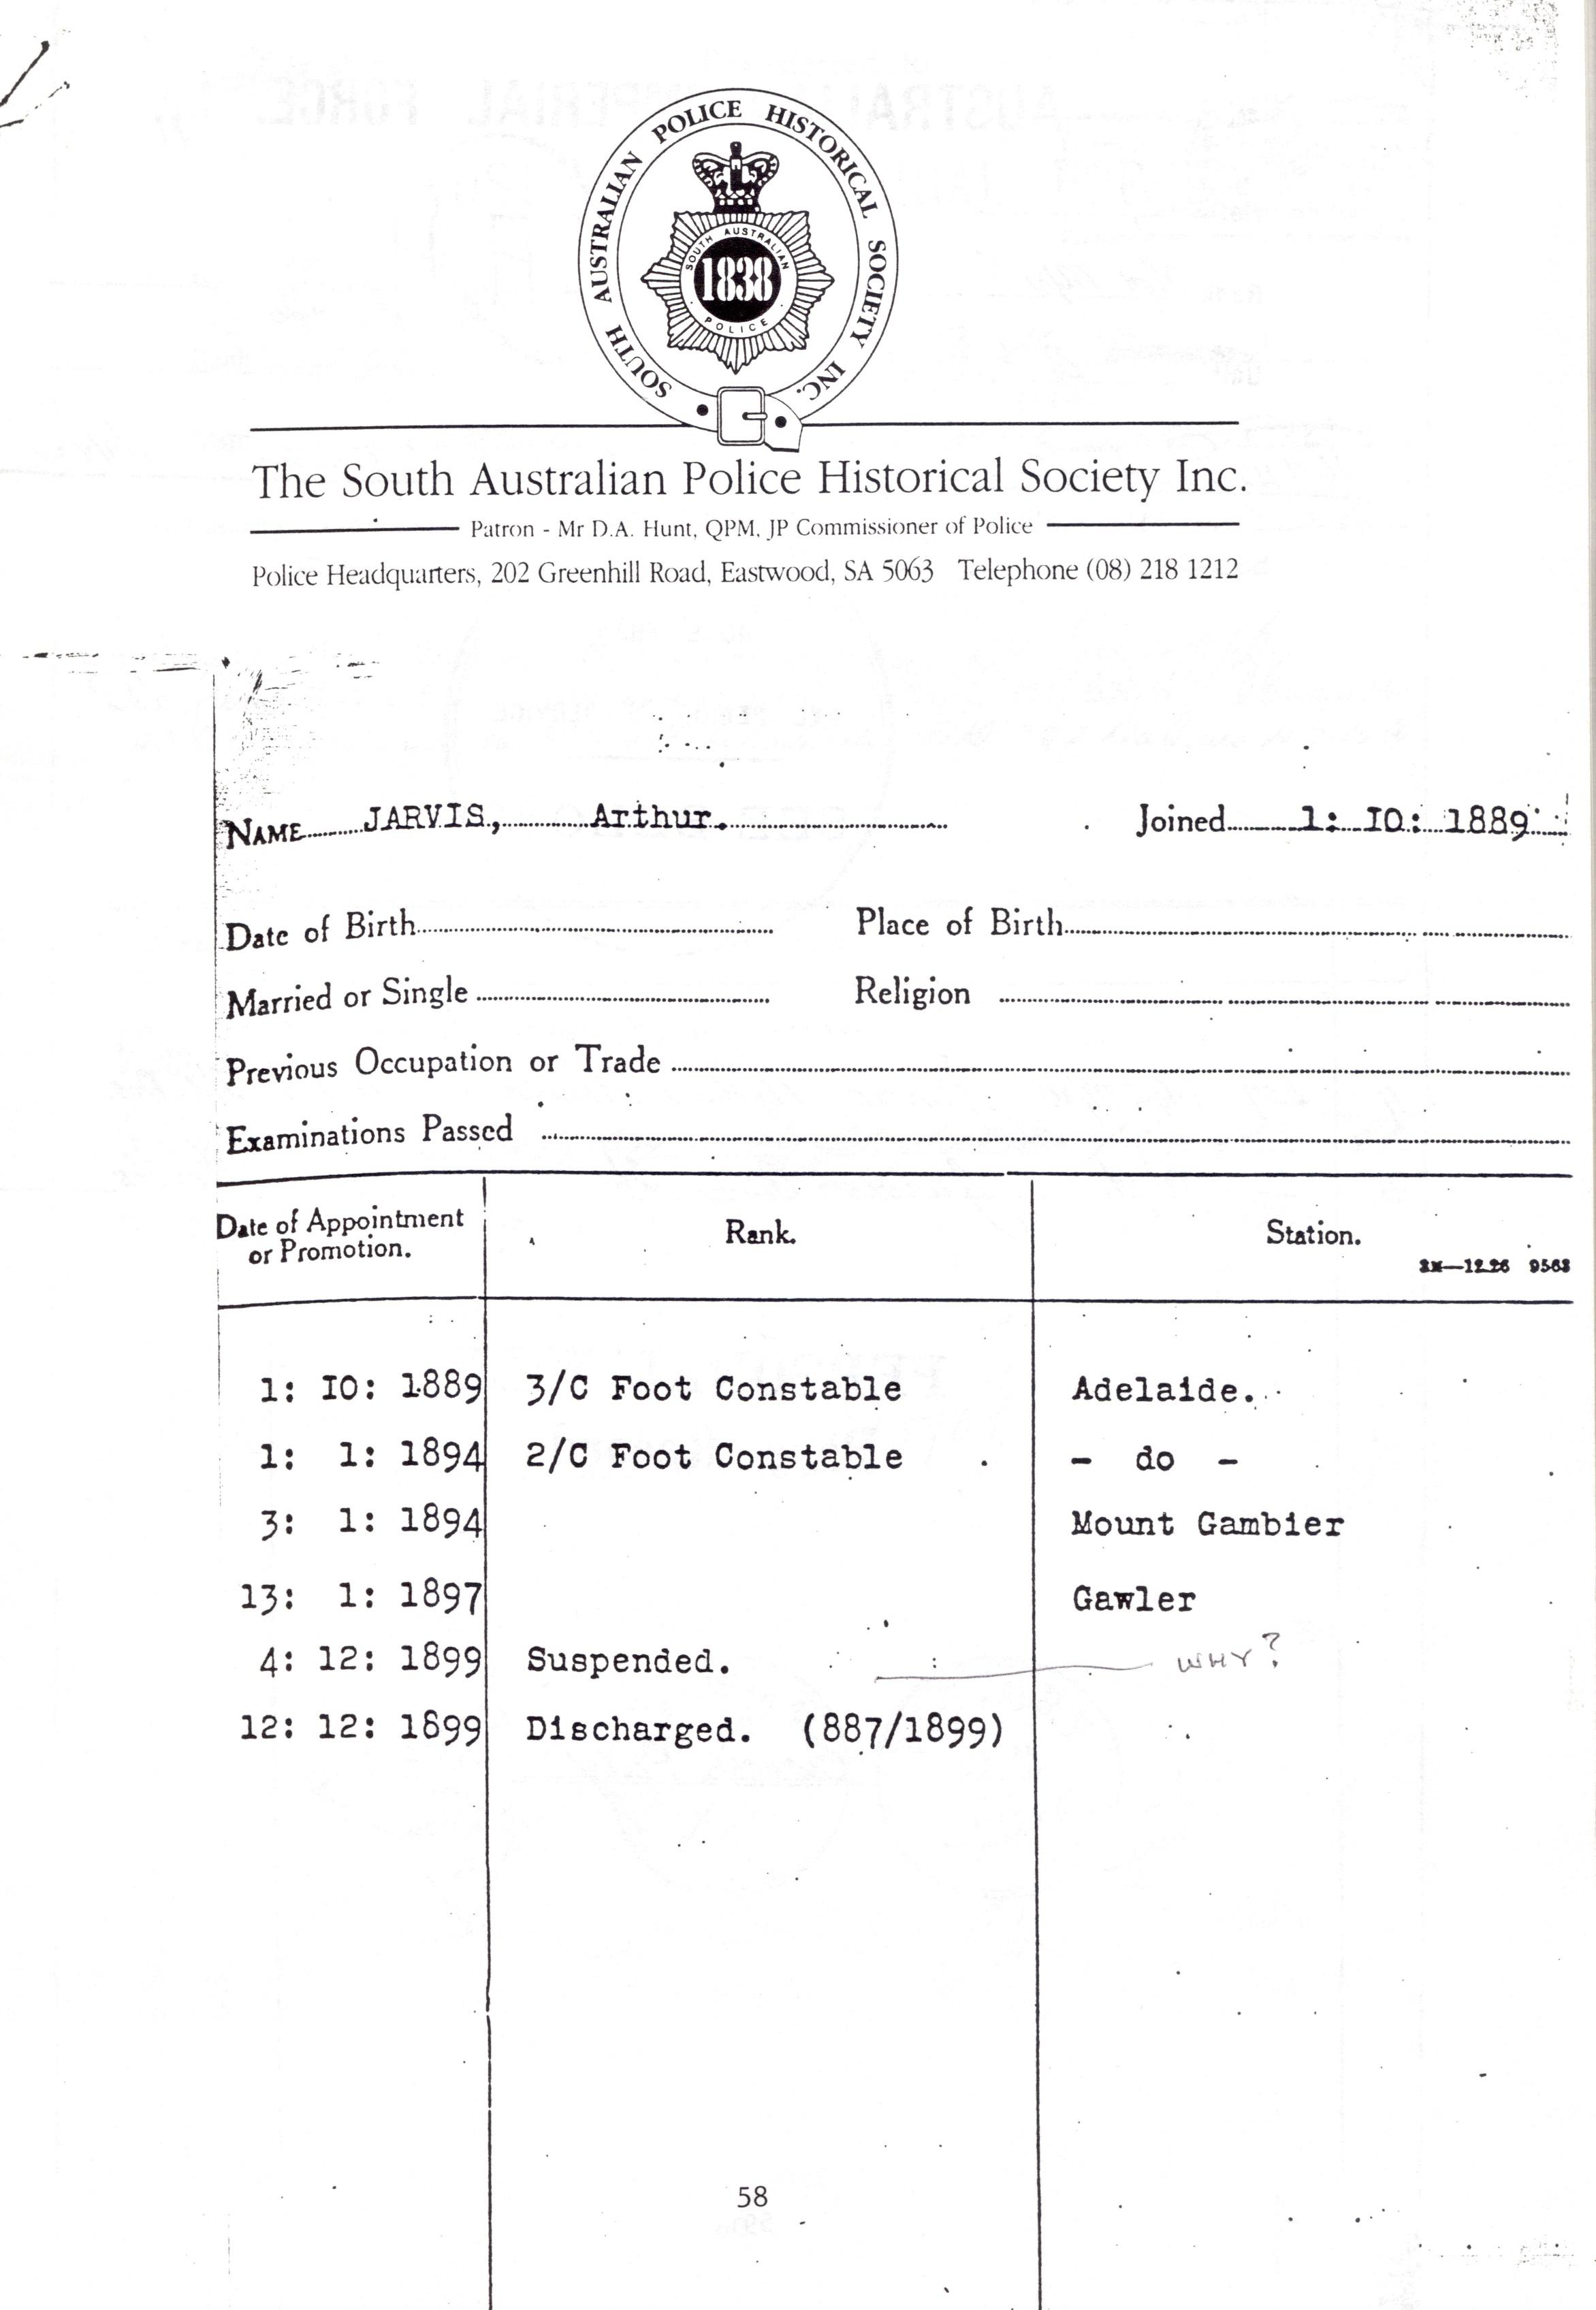 SOUTH AUSTRALIAN POLICE HISTORICAL SOCIETY INC.
SOUTH AUSTRALIAN
1838
POLICE
The South Australian Police Historical Society Inc.
Patron - Mr D.A. Hunt, QPM, JP Commissioner of Police
Police Headquarters, 202 Greenhill Road, Eastwood, SA 5063 Telephone (08) 218 1212
NAME JARVIS, Arthur. Joined 1: IO: 1889
Date of Birth Place of Birth
Married or Single Religion
Previous Occupation or Trade
Examinations Passed
Date of Appointment or Promotion. Rank. Station.
9563
1: IO: 1889 3/C Foot Constable Adelaide.
1: 1: 1894 2/C Foot Constable - do -
3: 1: 1894 Mount Gambier
13: 1: 1897 Gawler
4: 12: 1899 Suspended. WHY?
12: 12: 1899 Discharged. (887/1899)
58